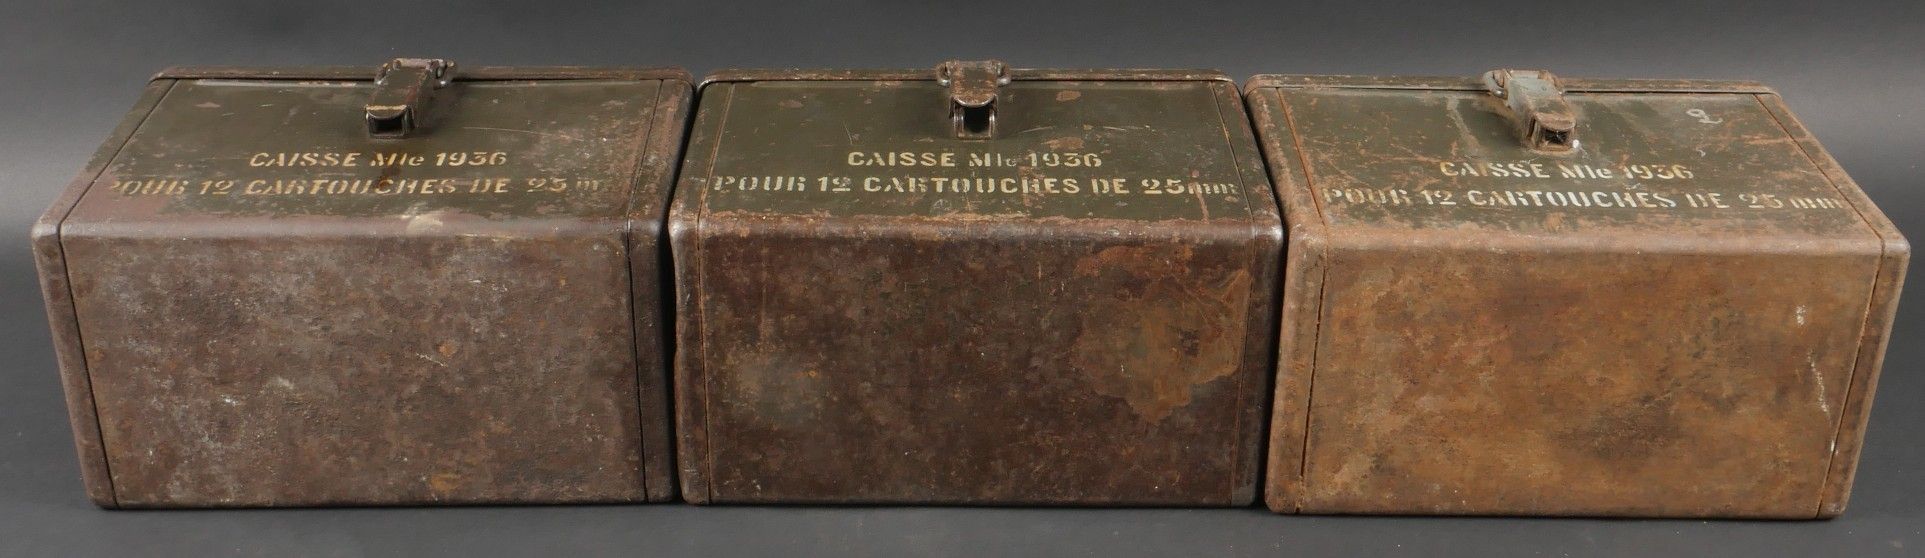 CAISSE Mle 1936
POUR 12 CARTOUCHES DE 25 m
CAISSE Mle 1936
POUR 12 CARTOUCHES DE 25 mm
2
CAISSE Mle 1936
POUR 12 CARTOUCHES DE 25 mm